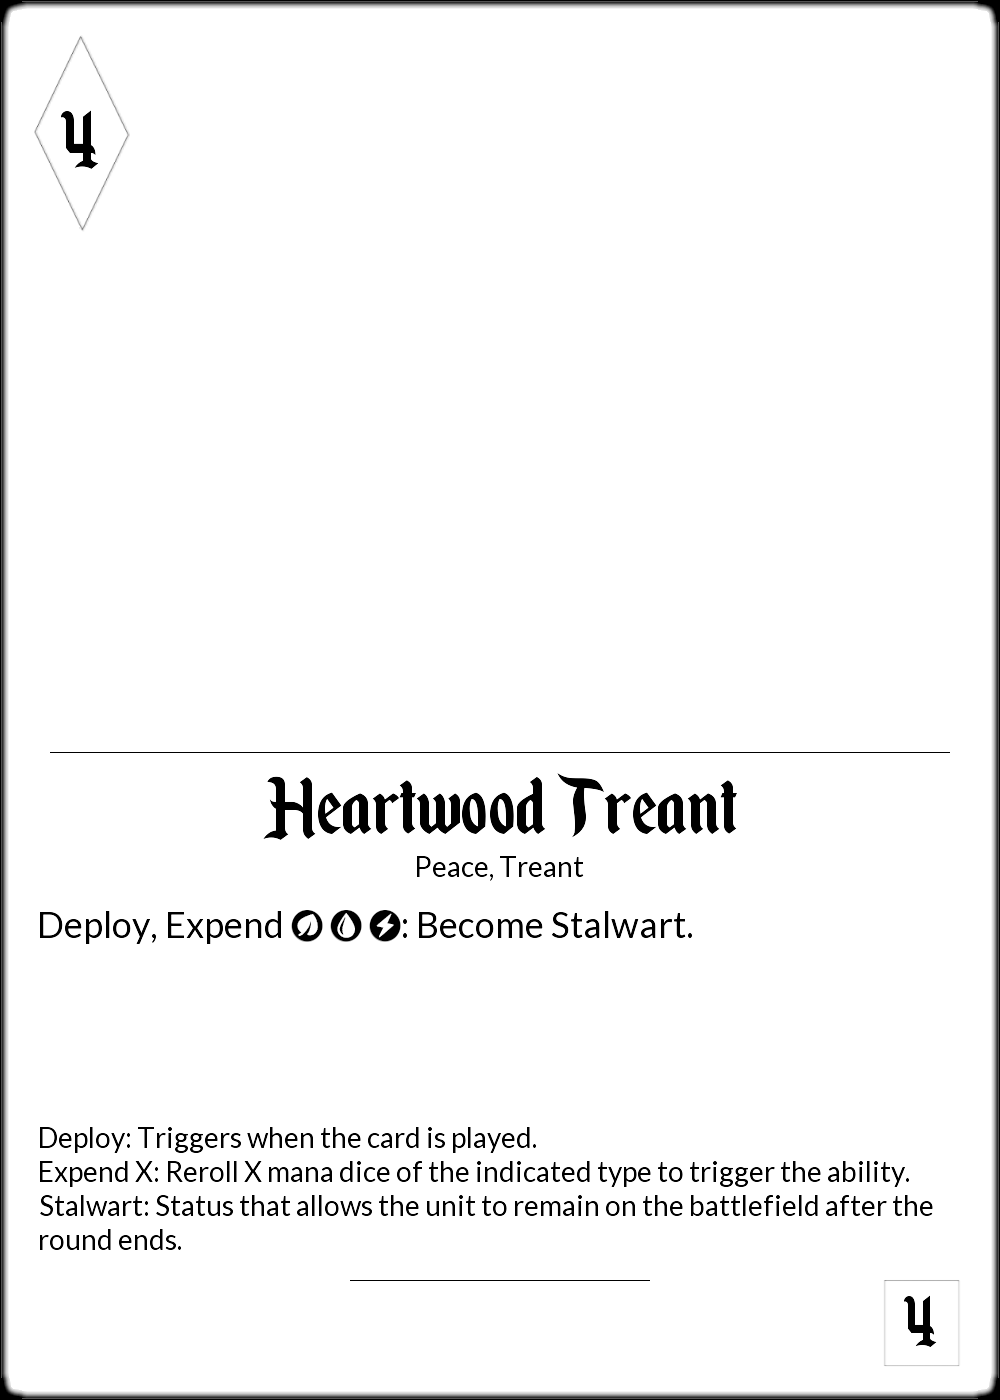 4
Heartwood Treant
Peace, Treant
Deploy, Expend : Become Stalwart.
Deploy: Triggers when the card is played.
Expend X: Reroll X mana dice of the indicated type to trigger the ability.
Stalwart: Status that allows the unit to remain on the battlefield after the
round ends.
4